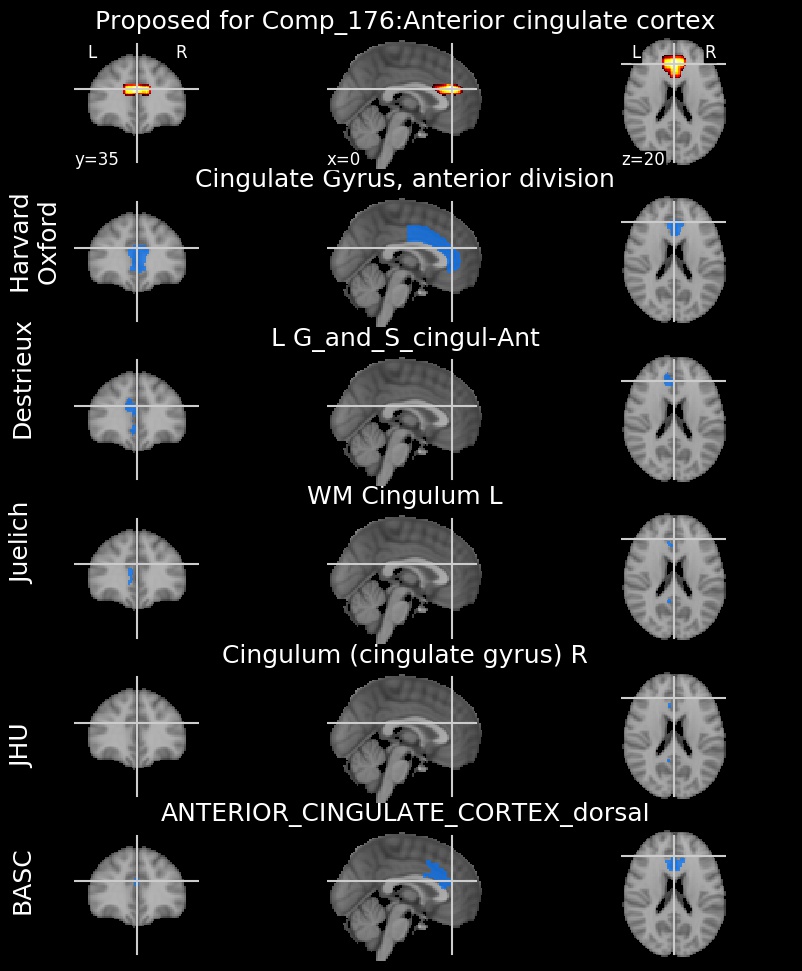 Proposed for Comp_176:Anterior cingulate cortex
L R
L R
y=35
x=0
z=20
Cingulate Gyrus, anterior division
Harvard
Oxford
L G_and_S_cingul-Ant
Destrieux
WM Cingulum L
Juelich
Cingulum (cingulate gyrus) R
JHU
ANTERIOR_CINGULATE_CORTEX_dorsal
BASC